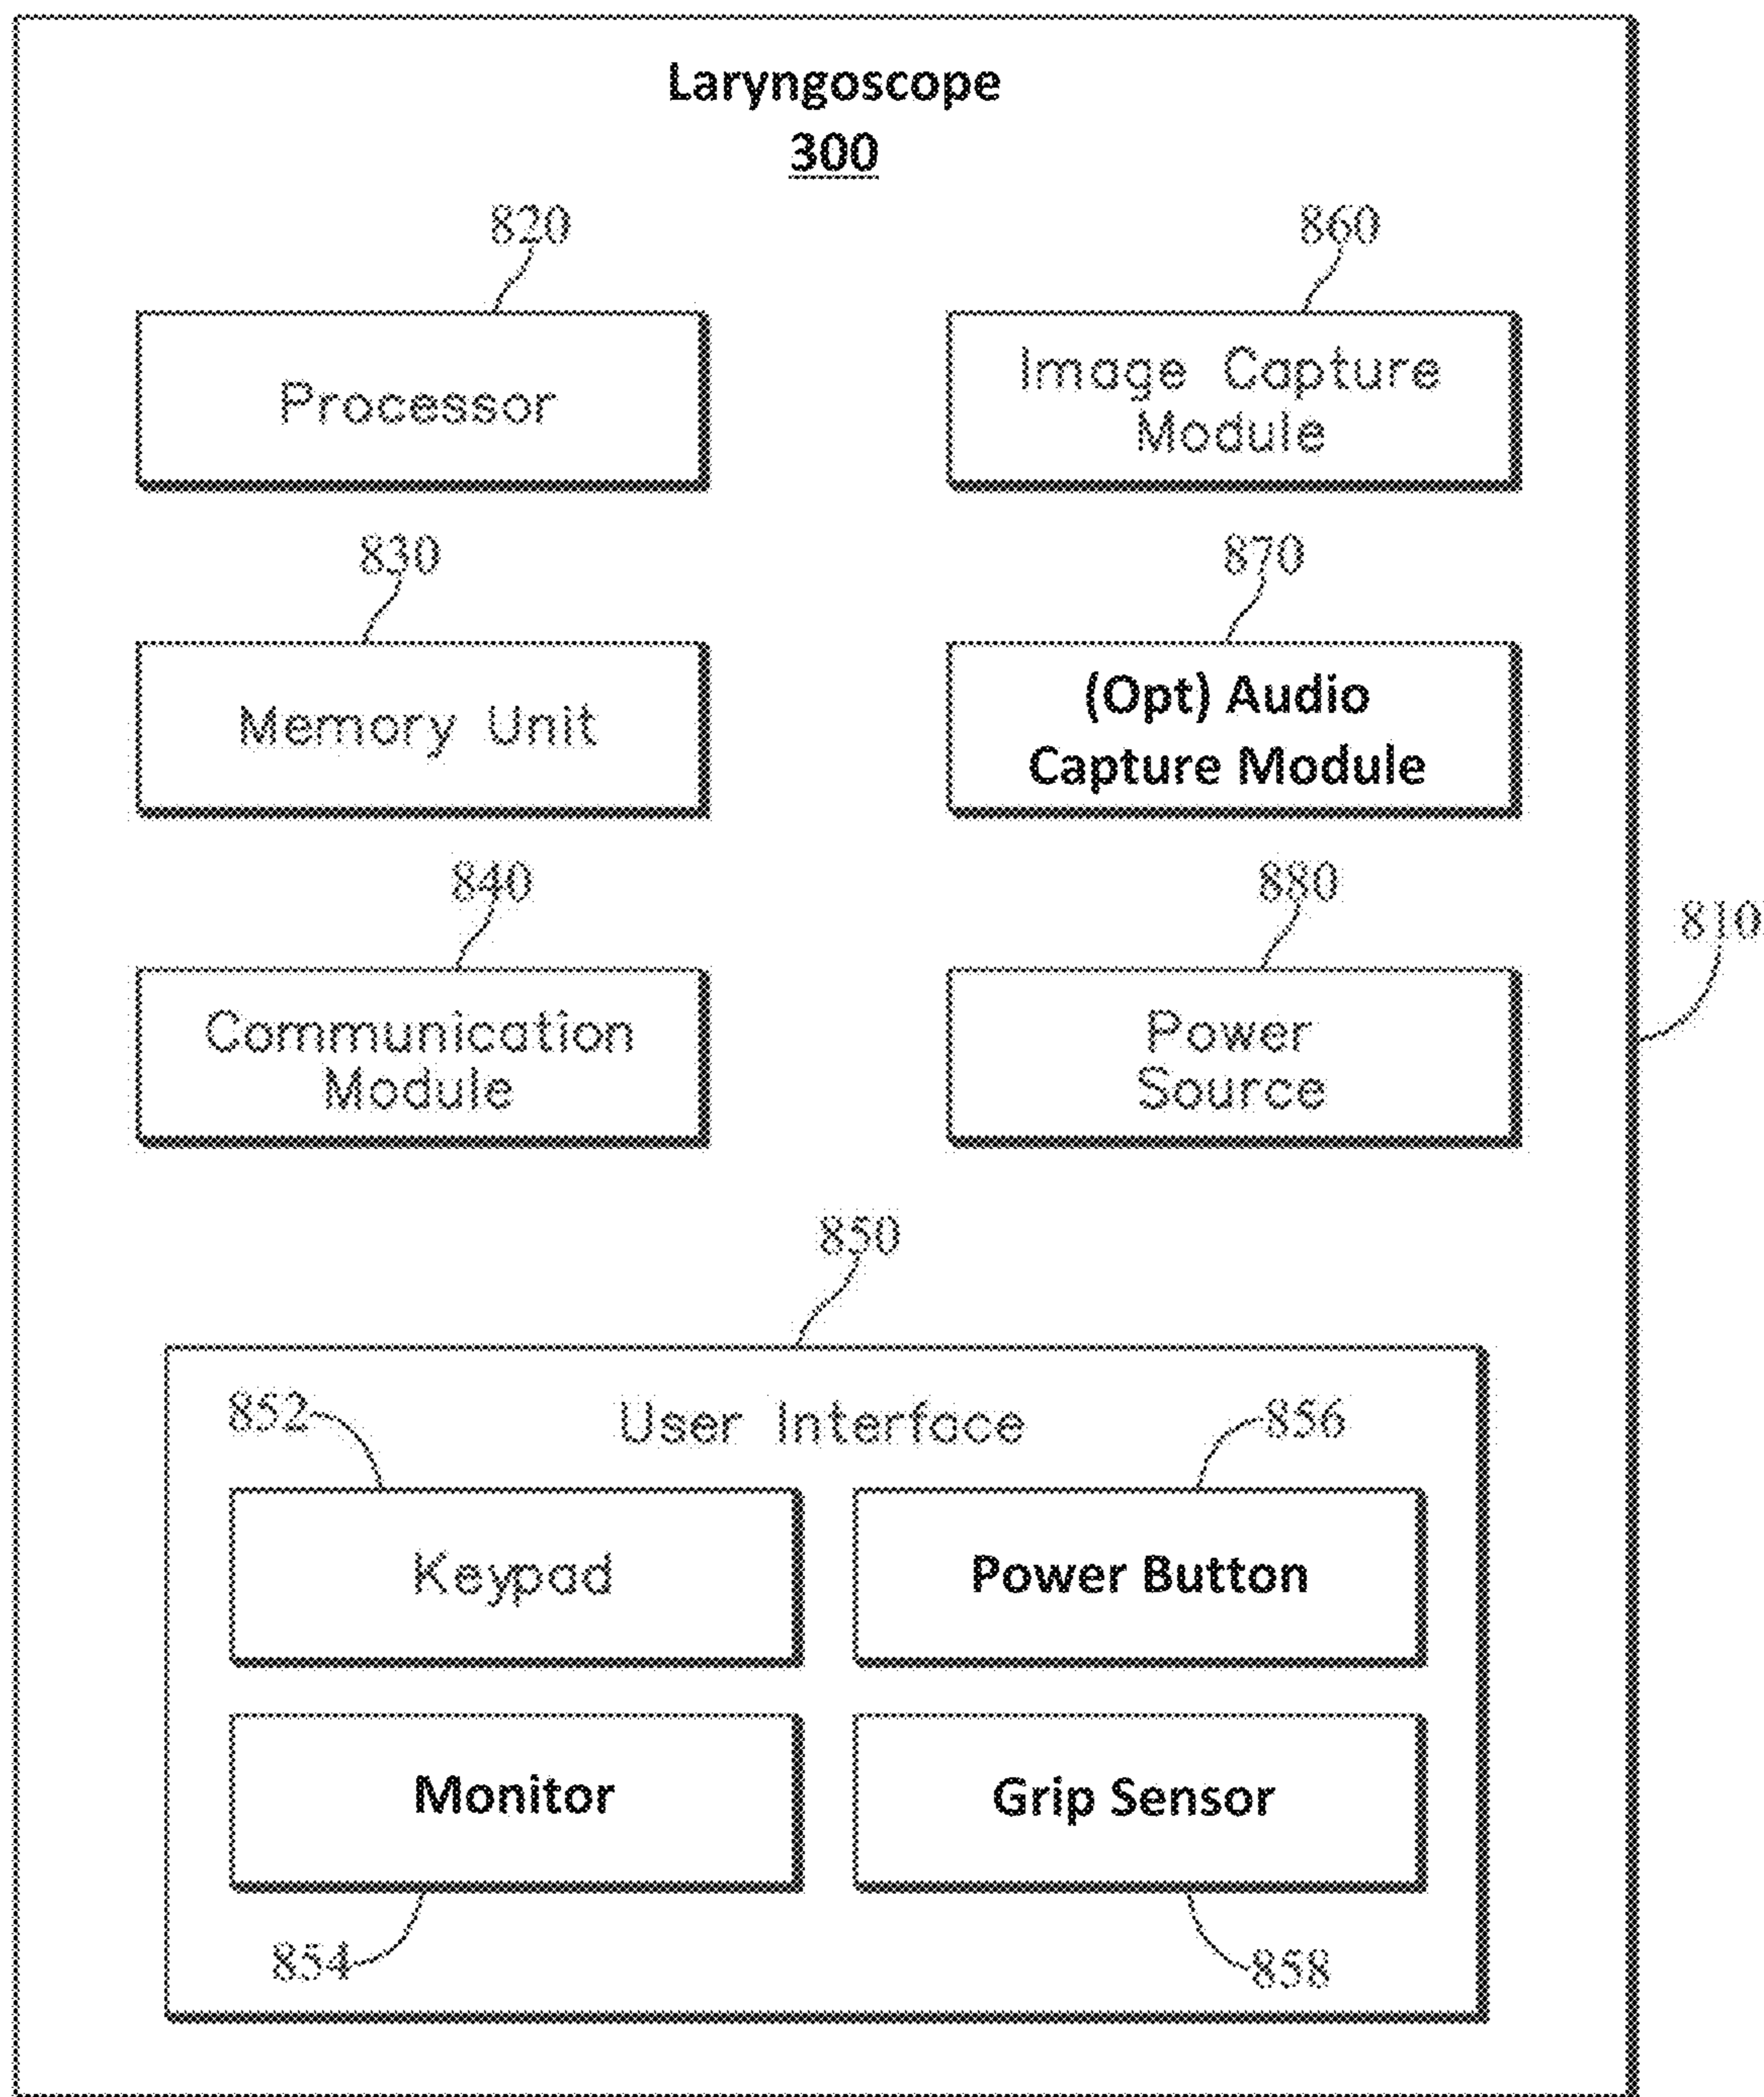 Laryngoscope
300
820
860
Processor
Image Capture
Module
830
870
Memory Unit
(Opt) Audio
Capture Module
840
880
810
Communication
Module
Power
Source
850
User Interface
852
856
Keypad
Power Button
Monitor
Grip Sensor
854
858